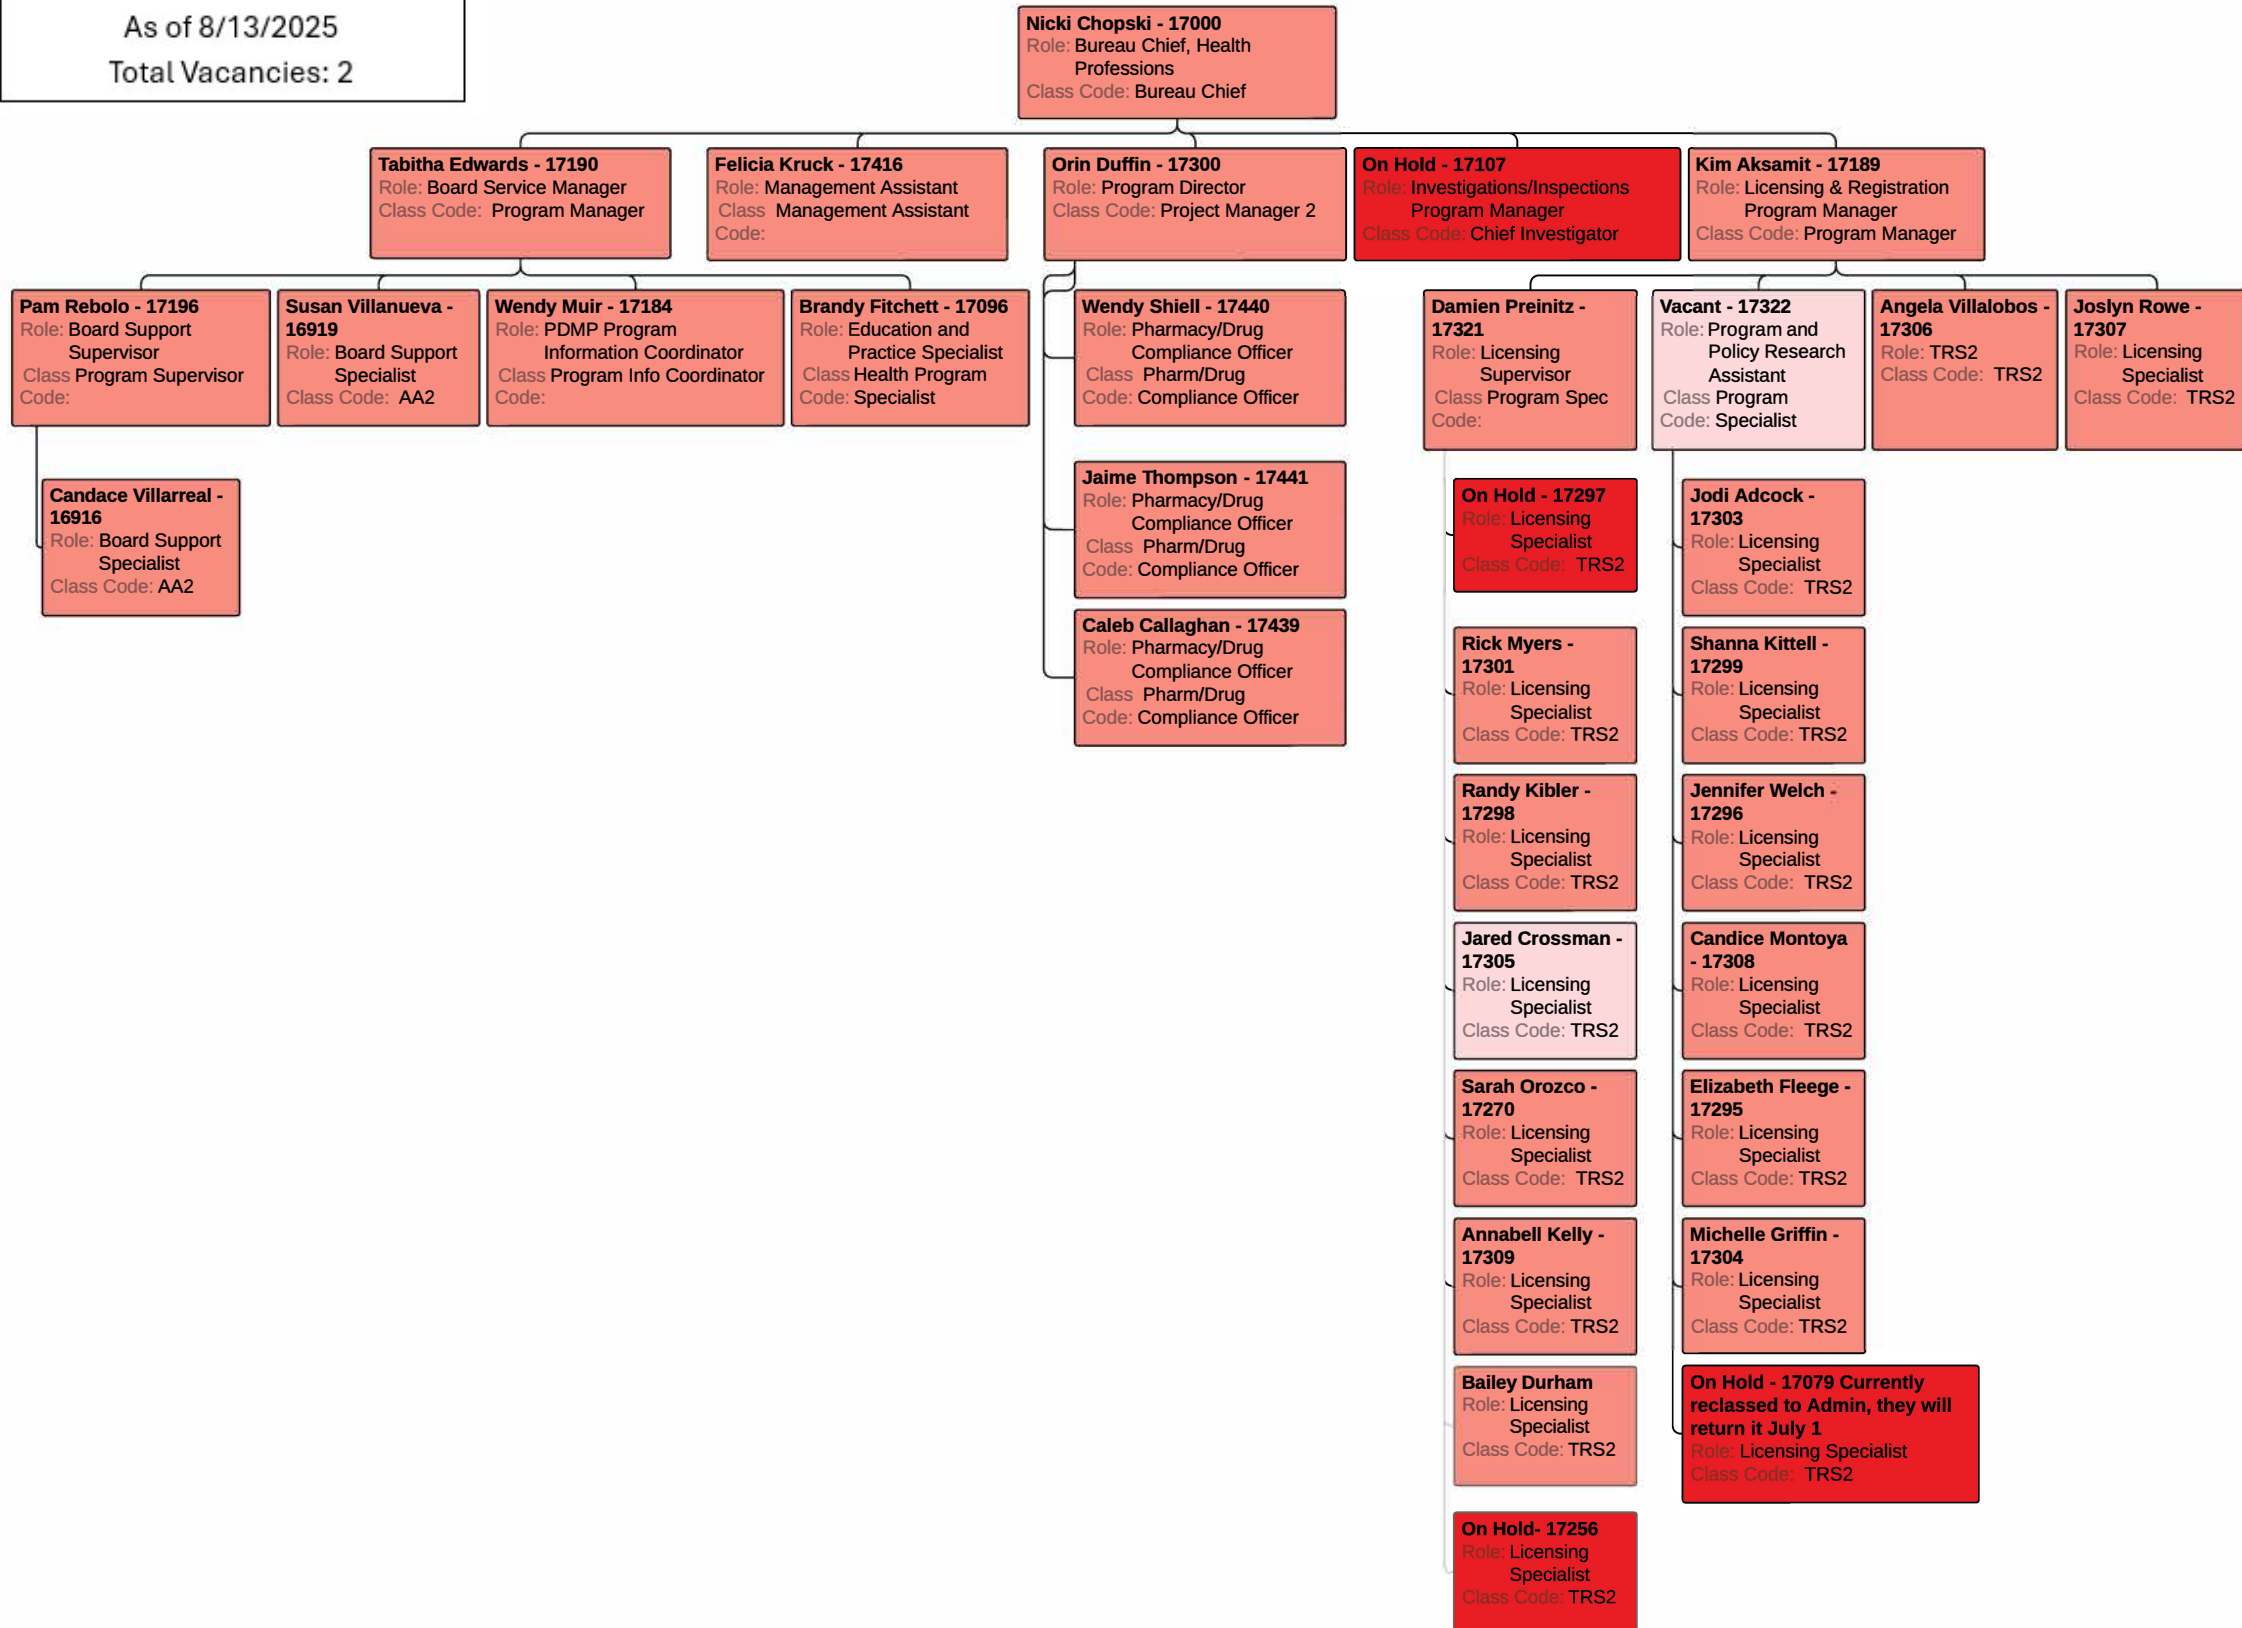 As of 8/13/2025
Total Vacancies: 2
Nicki Chopski - 17000
Role: Bureau Chief, Health
Professions
Class Code: Bureau Chief
Tabitha Edwards - 17190
Role: Board Service Manager
Class Code: Program Manager
Felicia Kruck - 17416
Role: Management Assistant
Class Management Assistant
Code:
Orin Duffin - 17300
Role: Program Director
Class Code: Project Manager 2
On Hold - 17107
Role: Investigations/Inspections
Program Manager
Class Code: Chief Investigator
Kim Aksamit - 17189
Role: Licensing & Registration
Program Manager
Class Code: Program Manager
Pam Rebolo - 17196
Role: Board Support
Supervisor
Class Program Supervisor
Code:
Susan Villanueva -
16919
Role: Board Support
Specialist
Class Code: AA2
Wendy Muir - 17184
Role: PDMP Program
Information Coordinator
Class Program Info Coordinator
Code:
Brandy Fitchett - 17096
Role: Education and
Practice Specialist
Class Health Program
Code: Specialist
Wendy Shiell - 17440
Role: Pharmacy/Drug
Compliance Officer
Class Pharm/Drug
Code: Compliance Officer
Damien Preinitz -
17321
Role: Licensing
Supervisor
Class Program Spec
Code:
Vacant - 17322
Role: Program and
Policy Research
Assistant
Class Program
Code: Specialist
Angela Villalobos -
17306
Role: TRS2
Class Code: TRS2
Joslyn Rowe -
17307
Role: Licensing
Specialist
Class Code: TRS2
Candace Villarreal -
16916
Role: Board Support
Specialist
Class Code: AA2
Jaime Thompson - 17441
Role: Pharmacy/Drug
Compliance Officer
Class Pharm/Drug
Code: Compliance Officer
Caleb Callaghan - 17439
Role: Pharmacy/Drug
Compliance Officer
Class Pharm/Drug
Code: Compliance Officer
On Hold - 17297
Role: Licensing
Specialist
Class Code: TRS2
Rick Myers -
17301
Role: Licensing
Specialist
Class Code: TRS2
Randy Kibler -
17298
Role: Licensing
Specialist
Class Code: TRS2
Jared Crossman -
17305
Role: Licensing
Specialist
Class Code: TRS2
Sarah Orozco -
17270
Role: Licensing
Specialist
Class Code: TRS2
Annabell Kelly -
17309
Role: Licensing
Specialist
Class Code: TRS2
Bailey Durham
Role: Licensing
Specialist
Class Code: TRS2
On Hold- 17256
Role: Licensing
Specialist
Class Code: TRS2
Jodi Adcock -
17303
Role: Licensing
Specialist
Class Code: TRS2
Shanna Kittell -
17299
Role: Licensing
Specialist
Class Code: TRS2
Jennifer Welch -
17296
Role: Licensing
Specialist
Class Code: TRS2
Candice Montoya
- 17308
Role: Licensing
Specialist
Class Code: TRS2
Elizabeth Fleege -
17295
Role: Licensing
Specialist
Class Code: TRS2
Michelle Griffin -
17304
Role: Licensing
Specialist
Class Code: TRS2
On Hold - 17079 Currently
reclassed to Admin, they will
return it July 1
Role: Licensing Specialist
Class Code: TRS2